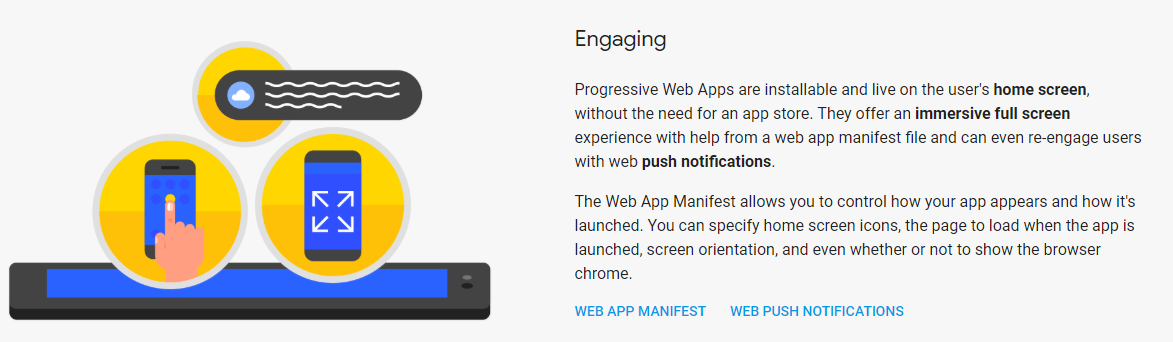 Engaging
Progressive Web Apps are installable and live on the user's home screen,
without the need for an app store. They offer an immersive full screen
experience with help from a web app manifest file and can even re-engage users
with web push notifications.
The Web App Manifest allows you to control how your app appears and how it's
launched. You can specify home screen icons, the page to load when the app is
launched, screen orientation, and even whether or not to show the browser
chrome.
WEB APP MANIFEST WEB PUSH NOTIFICATIONS